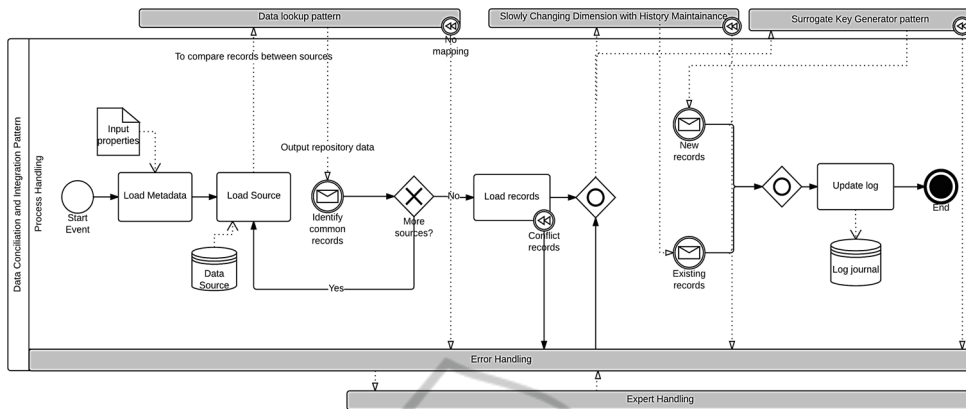 Data lookup pattern
Slowly Changing Dimension with History Maintainance
Surrogate Key Generator pattern
No
mapping
To compare records between sources
Data Conciliation and Integration Pattern
Process Handling
Input
properties
Output repository data
New
records
Start
Event
Load Metadata
Load Source
Identify
common
records
More
sources?
No
Load records
Conflict
records
Update log
End
Data
Source
Yes
Existing
records
Log journal
Error Handling
Expert Handling